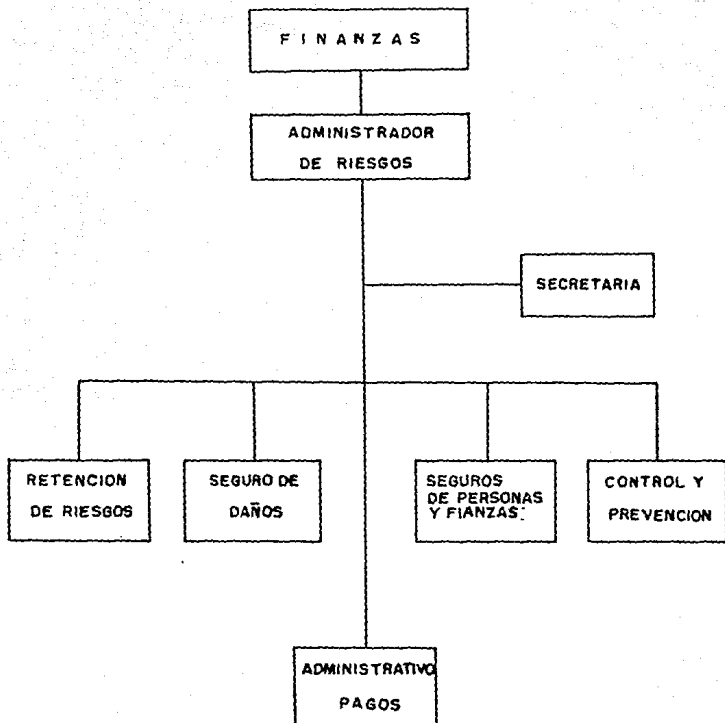 FINANZAS
ADMINISTRADOR
DE RIESGOS
SECRETARIA
RETENCION
DE RIESGOS
SEGURO DE
DAÑOS
SEGUROS
DE PERSONAS
Y FIANZAS:
CONTROL Y
PREVENCION
ADMINISTRATIVO
PAGOS